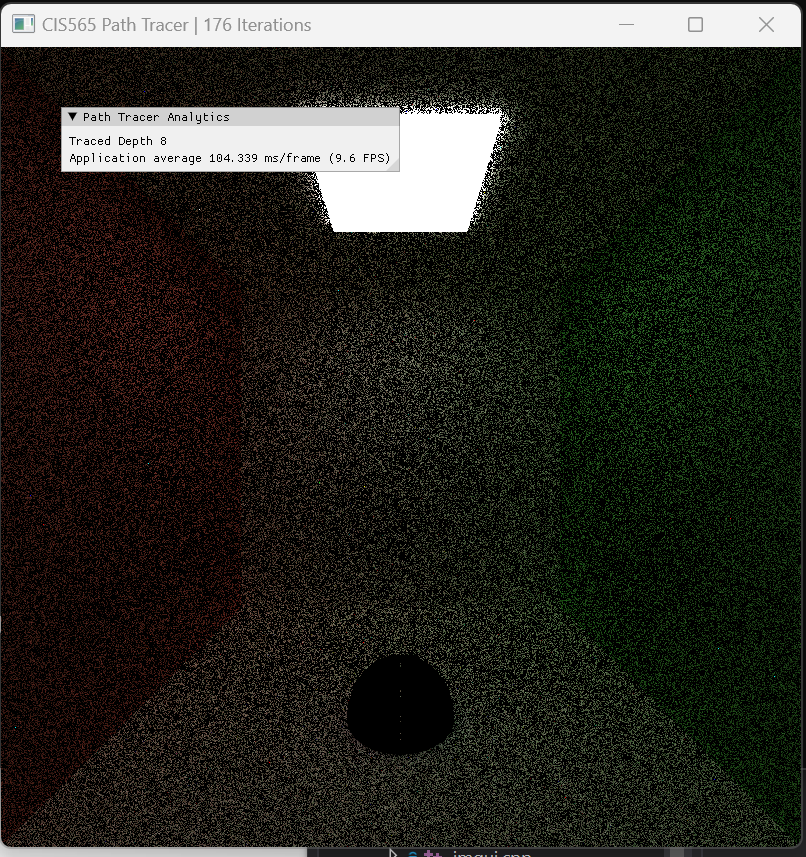 CIS565 Path Tracer | 176 Iterations
▼ Path Tracer Analytics
Traced Depth 8
Application average 104.339 ms/frame (9.6 FPS)
imgui.cpp